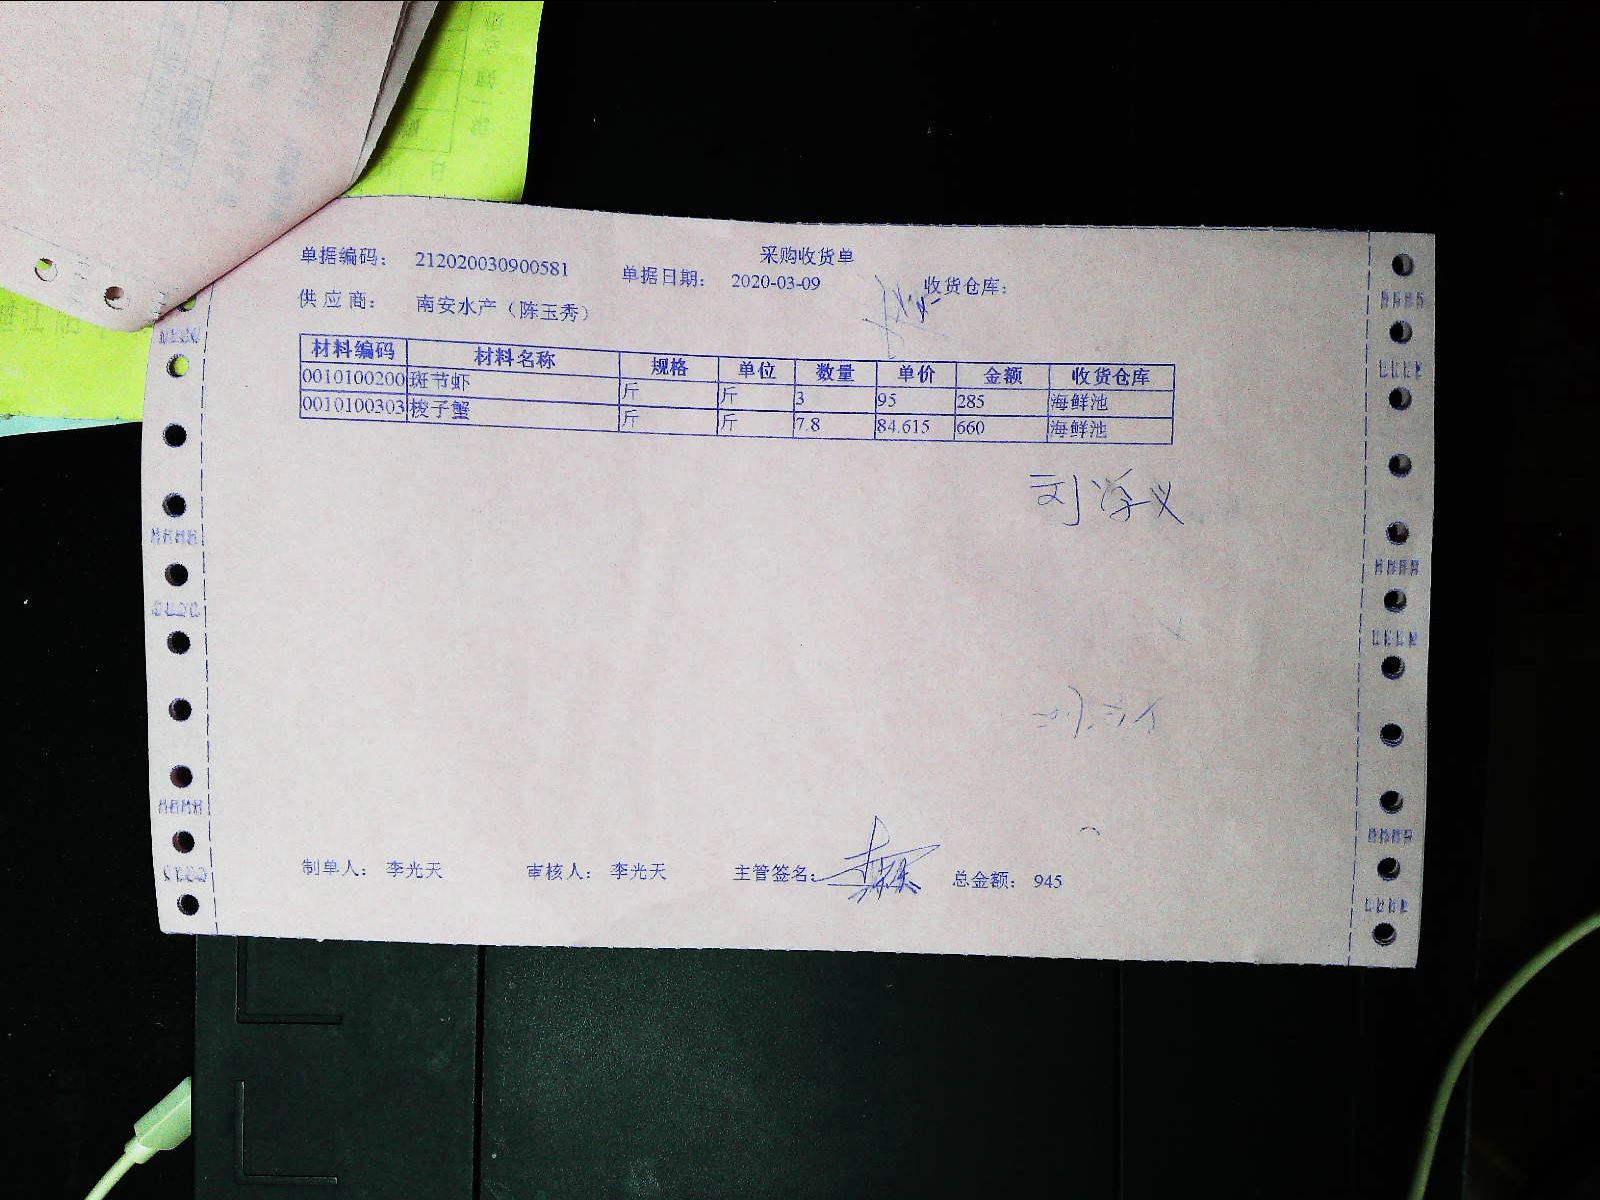 采购收货单
单据编码： 212020030900581 单据日期： 2020-03-09 收货仓库：
供应商： 南安水产（陈玉秀）
材料编码 材料名称 规格 单位 数量 单价 金额 收货仓库
0010100200 斑节虾 斤 斤 3 95 285 海鲜池
0010100303 梭子蟹 斤 斤 7.8 84.615 660 海鲜池
刘学义
制单人： 李光天 审核人： 李光天 主管签名： 总金额： 945